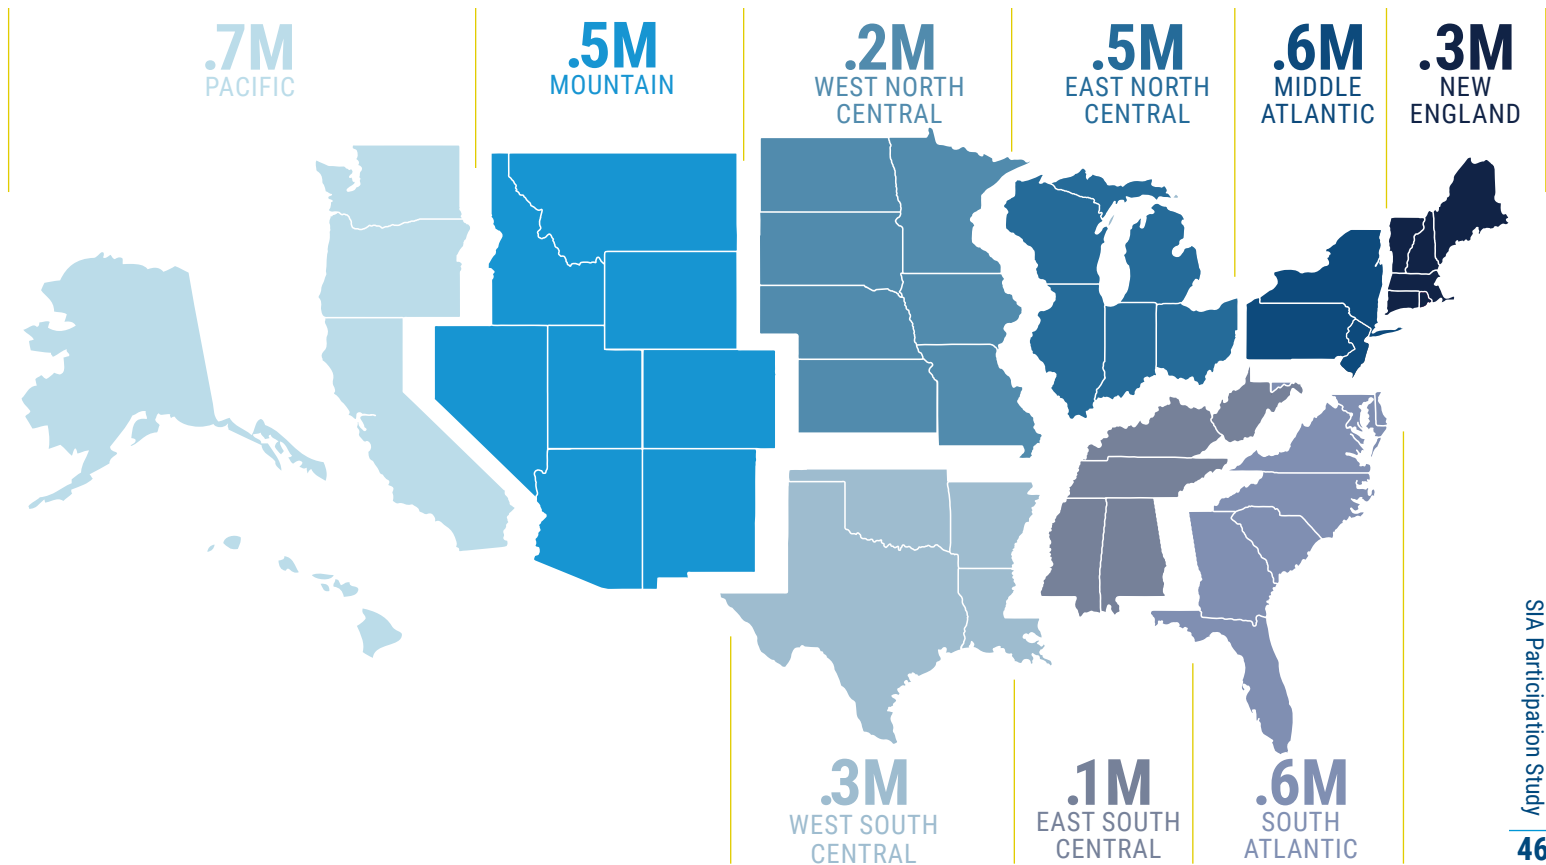 .7M
PACIFIC
.5M
MOUNTAIN
.2M
WEST NORTH
CENTRAL
.5M
EAST NORTH
CENTRAL
.6M
MIDDLE
ATLANTIC
.3M
NEW
ENGLAND
.3M
WEST SOUTH
CENTRAL
.1M
EAST SOUTH
CENTRAL
.6M
SOUTH
ATLANTIC
SIA Participation Study
46